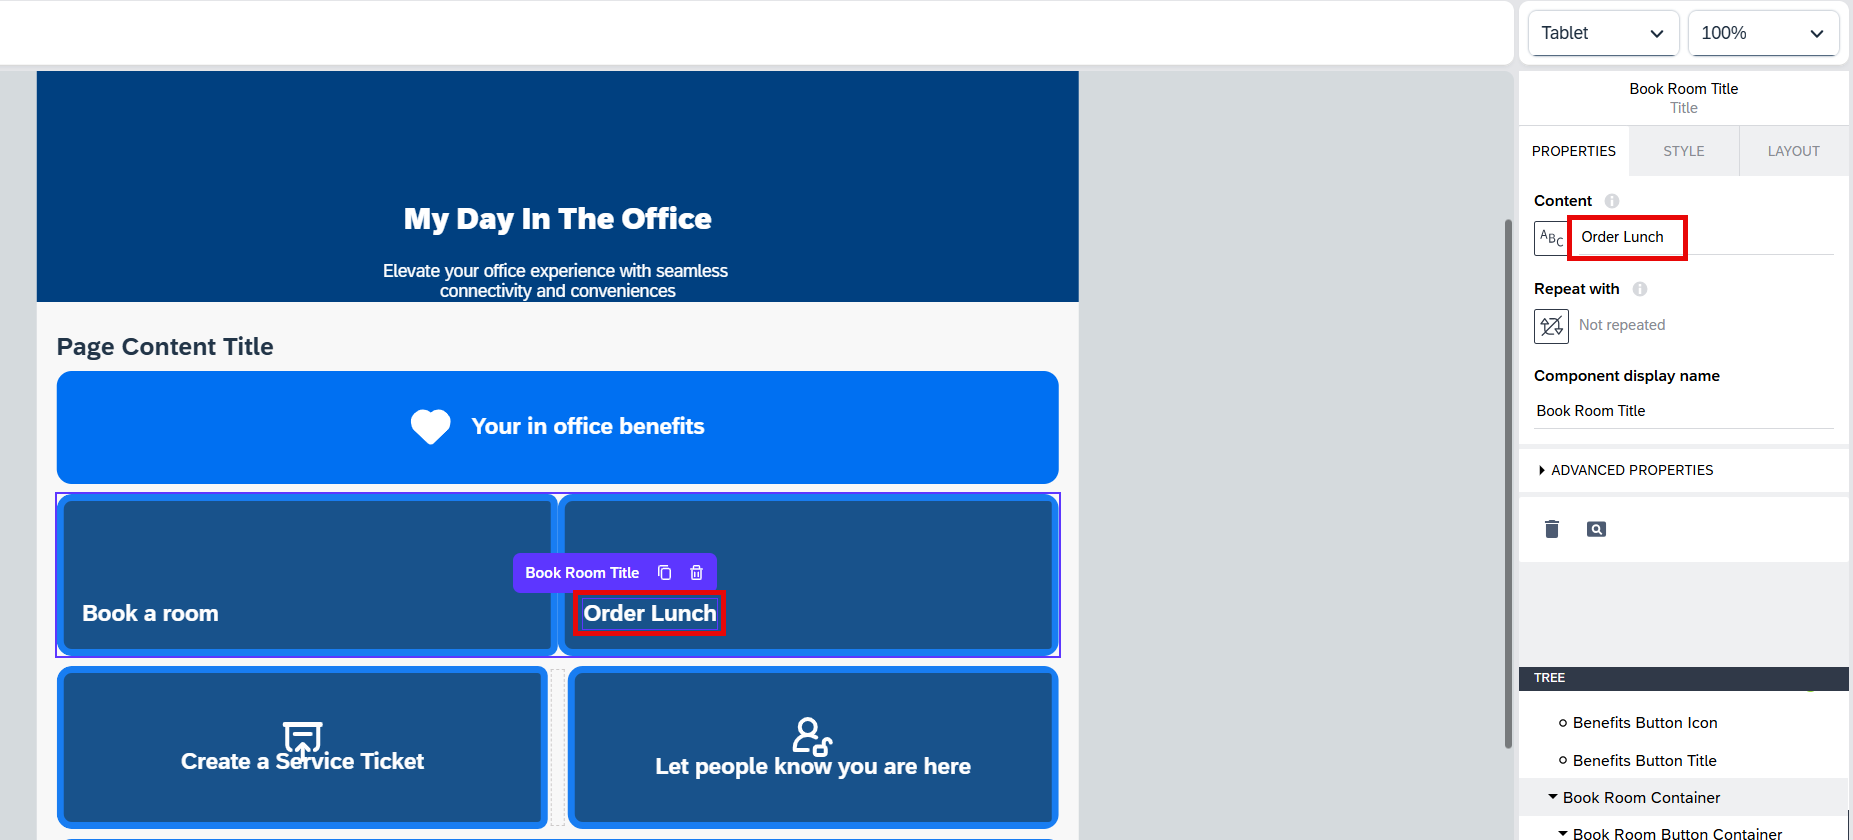 Tablet
100%
Book Room Title
Title
PROPERTIES
STYLE
LAYOUT
Content
ABC
Order Lunch
Repeat with
Not repeated
Component display name
Book Room Title
ADVANCED PROPERTIES
TREE
Benefits Button Icon
Benefits Button Title
Book Room Container
Book Room Button Container
My Day In The Office
Elevate your office experience with seamless
connectivity and conveniences
Page Content Title
Your in office benefits
Book Room Title
Book a room
Order Lunch
Create a Service Ticket
Let people know you are here